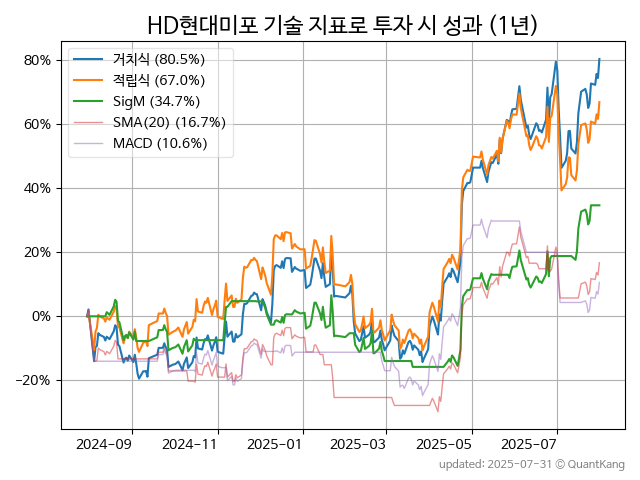 HD현대미포 기술 지표로 투자 시 성과 (1년)
80%
60%
40%
20%
0%
−20%
거치식 (80.5%)
적립식 (67.0%)
SigM (34.7%)
SMA(20) (16.7%)
MACD (10.6%)
2024-09
2024-11
2025-01
2025-03
2025-05
2025-07
updated: 2025-07-31 © QuantKang